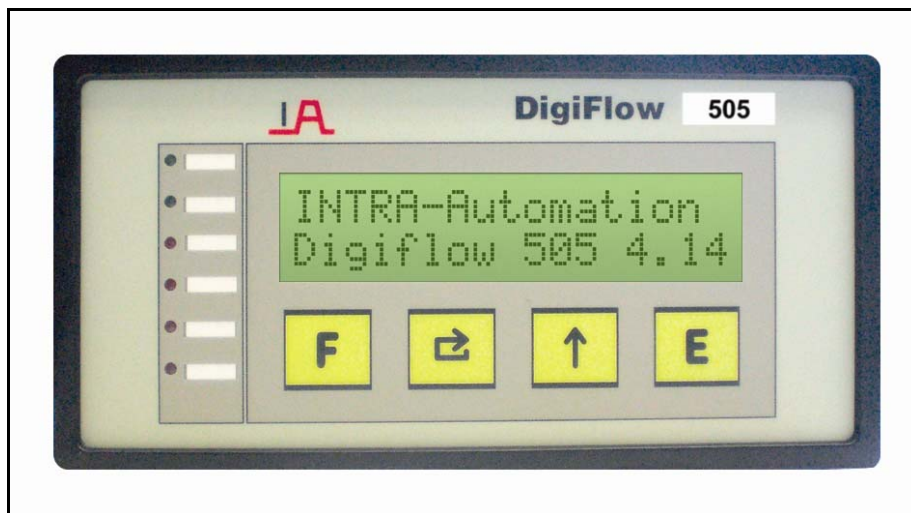 IA
DigiFlow 505
INTRA-Automation
Digiflow 505 4.14
F
E